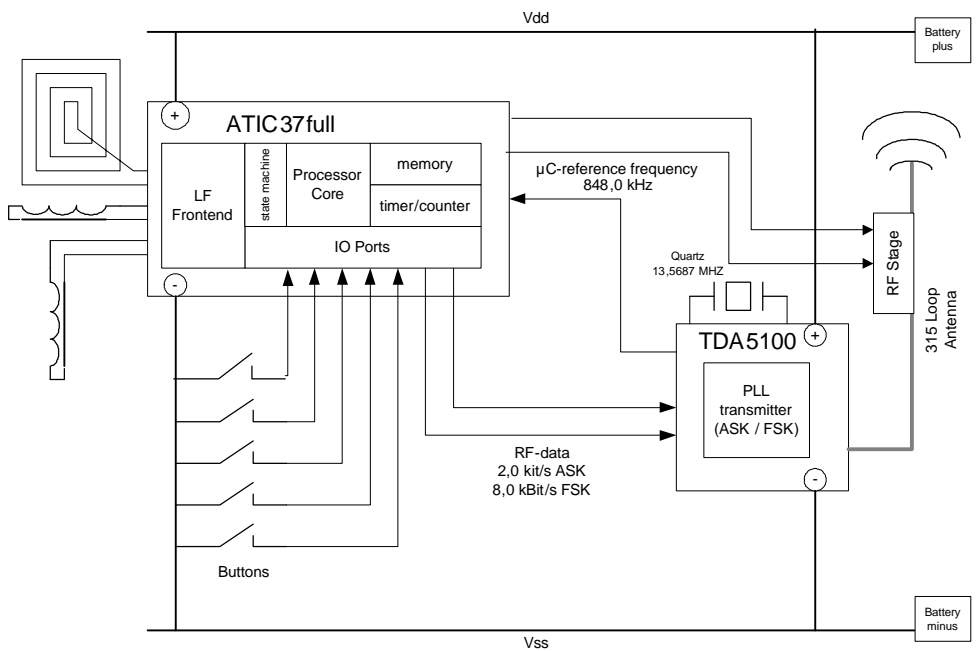 Vdd
Battery
plus
+
ATIC37full
LF
Frontend
state machine
Processor
Core
memory
timer/counter
IO Ports
-
µC-reference frequency
848,0 kHz
Quartz
13,5687 MHZ
RF Stage
315 Loop
Antenna
TDA5100
+
PLL
transmitter
(ASK / FSK)
-
RF-data
2,0 kit/s ASK
8,0 kBit/s FSK
Buttons
Battery
minus
Vss